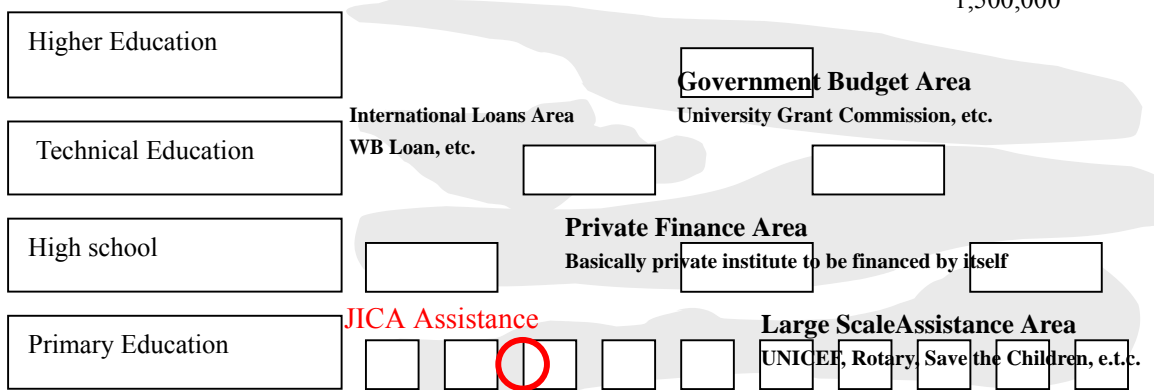 1,500,000
Higher Education
Government Budget Area
International Loans Area
University Grant Commission, etc.
Technical Education
WB Loan, etc.
Private Finance Area
High school
Basically private institute to be financed by itself
JICA Assistance
Large ScaleAssistance Area
Primary Education
UNICEF, Rotary, Save the Children, e.t.c.